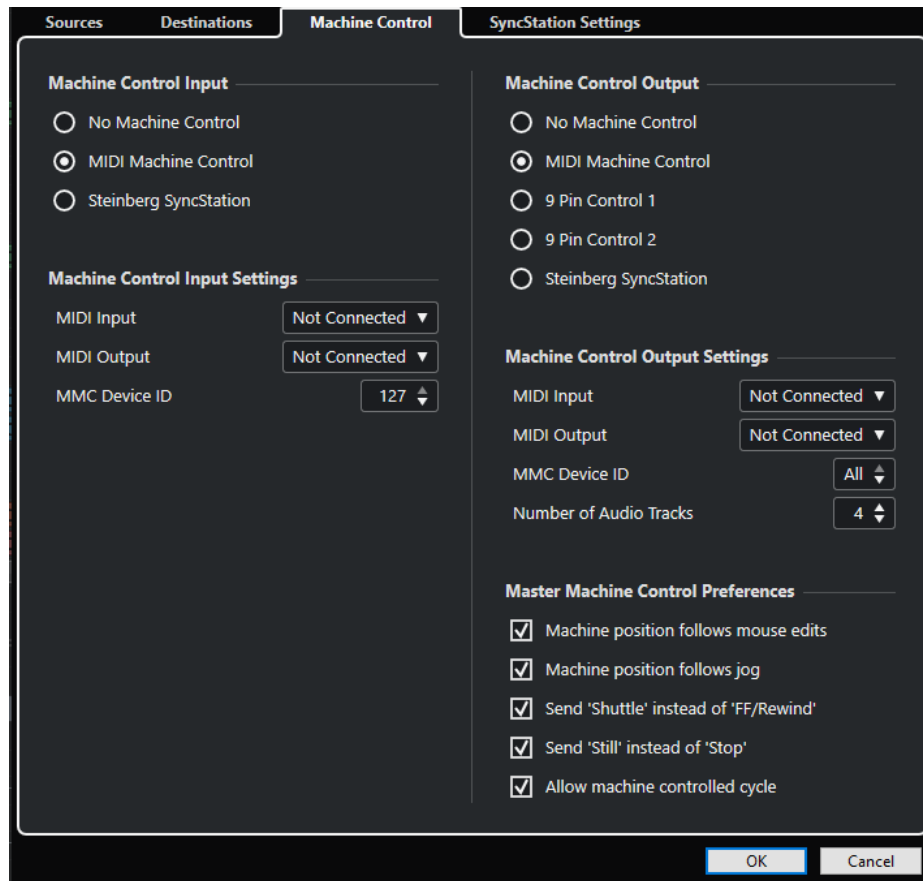 Sources Destinations Machine Control SyncStation Settings
Machine Control Input
No Machine Control
MIDI Machine Control
Steinberg SyncStation
Machine Control Input Settings
MIDI Input Not Connected
MIDI Output Not Connected
MMC Device ID 127
Machine Control Output
No Machine Control
MIDI Machine Control
9 Pin Control 1
9 Pin Control 2
Steinberg SyncStation
Machine Control Output Settings
MIDI Input Not Connected
MIDI Output Not Connected
MMC Device ID All
Number of Audio Tracks 4
Master Machine Control Preferences
Machine position follows mouse edits
Machine position follows jog
Send 'Shuttle' instead of 'FF/Rewind'
Send 'Still' instead of 'Stop'
Allow machine controlled cycle
OK Cancel